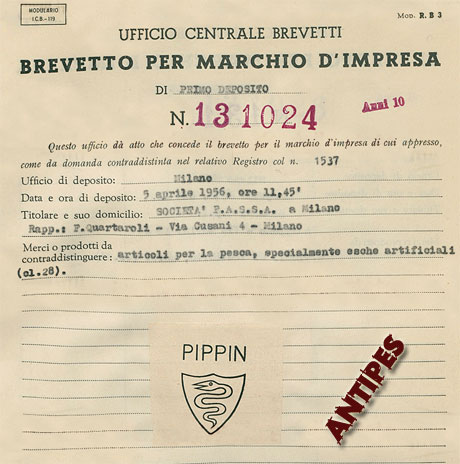 MODULARIO
I.C.B. - 119
Mod. R. B 3
UFFICIO CENTRALE BREVETTI
BREVETTO PER MARCHIO D'IMPRESA
DI PRIMO DEPOSITO
N. 131024 Anni 10
Questo ufficio dà atto che concede il brevetto per il marchio d'impresa di cui appresso,
come da domanda contraddistinta nel relativo Registro col n. 1537
Ufficio di deposito: Milano
Data e ora di deposito: 5 aprile 1956, ore 11,45'
Titolare e suo domicilio: SOCIETA' P.A.S.S.A. a Milano
Rapp.: F.Quartaroli - Via Cusani 4 - Milano
Merci o prodotti da
contraddistinguere: articoli per la pesca, specialmente esche artificiali
(cl.28).
PIPPIN
ANTIPES